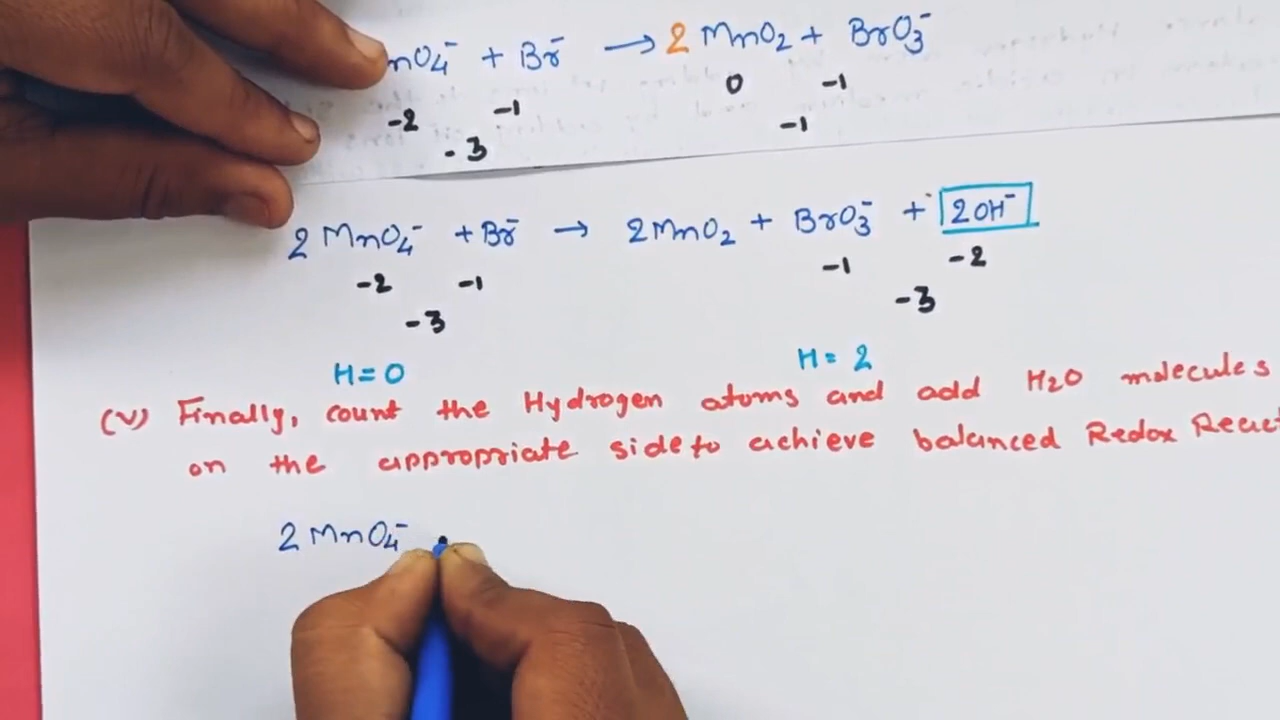 nO4⁻ + Br⁻ → 2 MnO2 + BrO3⁻
-2 -1 0 -1
-3 -1
2 MnO4⁻ + Br⁻ → 2 MnO2 + BrO3⁻ + 2OH⁻
-2 -1 -1 -2
-3 -3
H = 0 H = 2
(v) Finally, count the Hydrogen atoms and add H2O molecules
on the appropriate side to achieve balanced Redox React
2 MnO4⁻